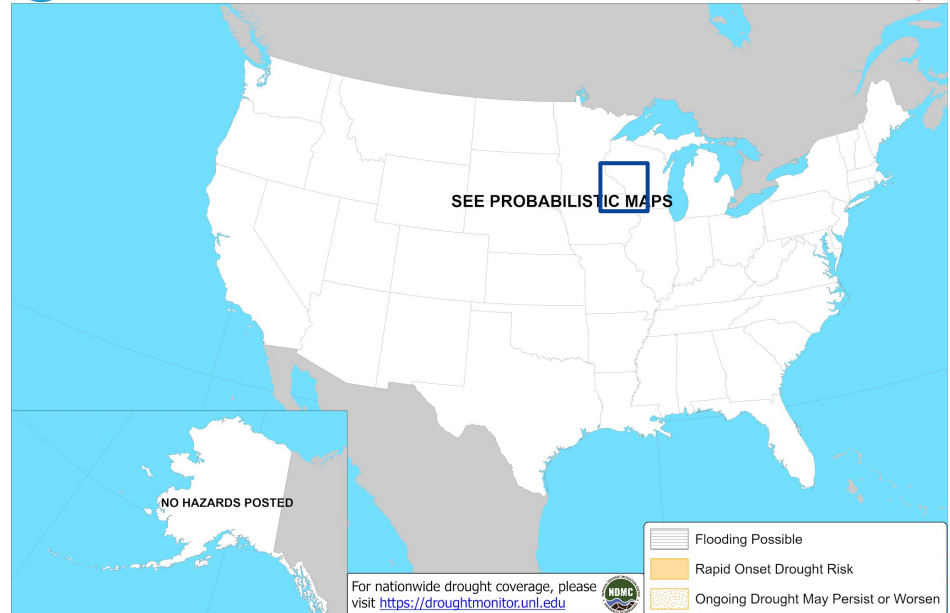 SEE PROBABILISTIC MAPS
NO HAZARDS POSTED
For nationwide drought coverage, please
visit https://droughtmonitor.unl.edu
NDMC
Flooding Possible
Rapid Onset Drought Risk
Ongoing Drought May Persist or Worsen